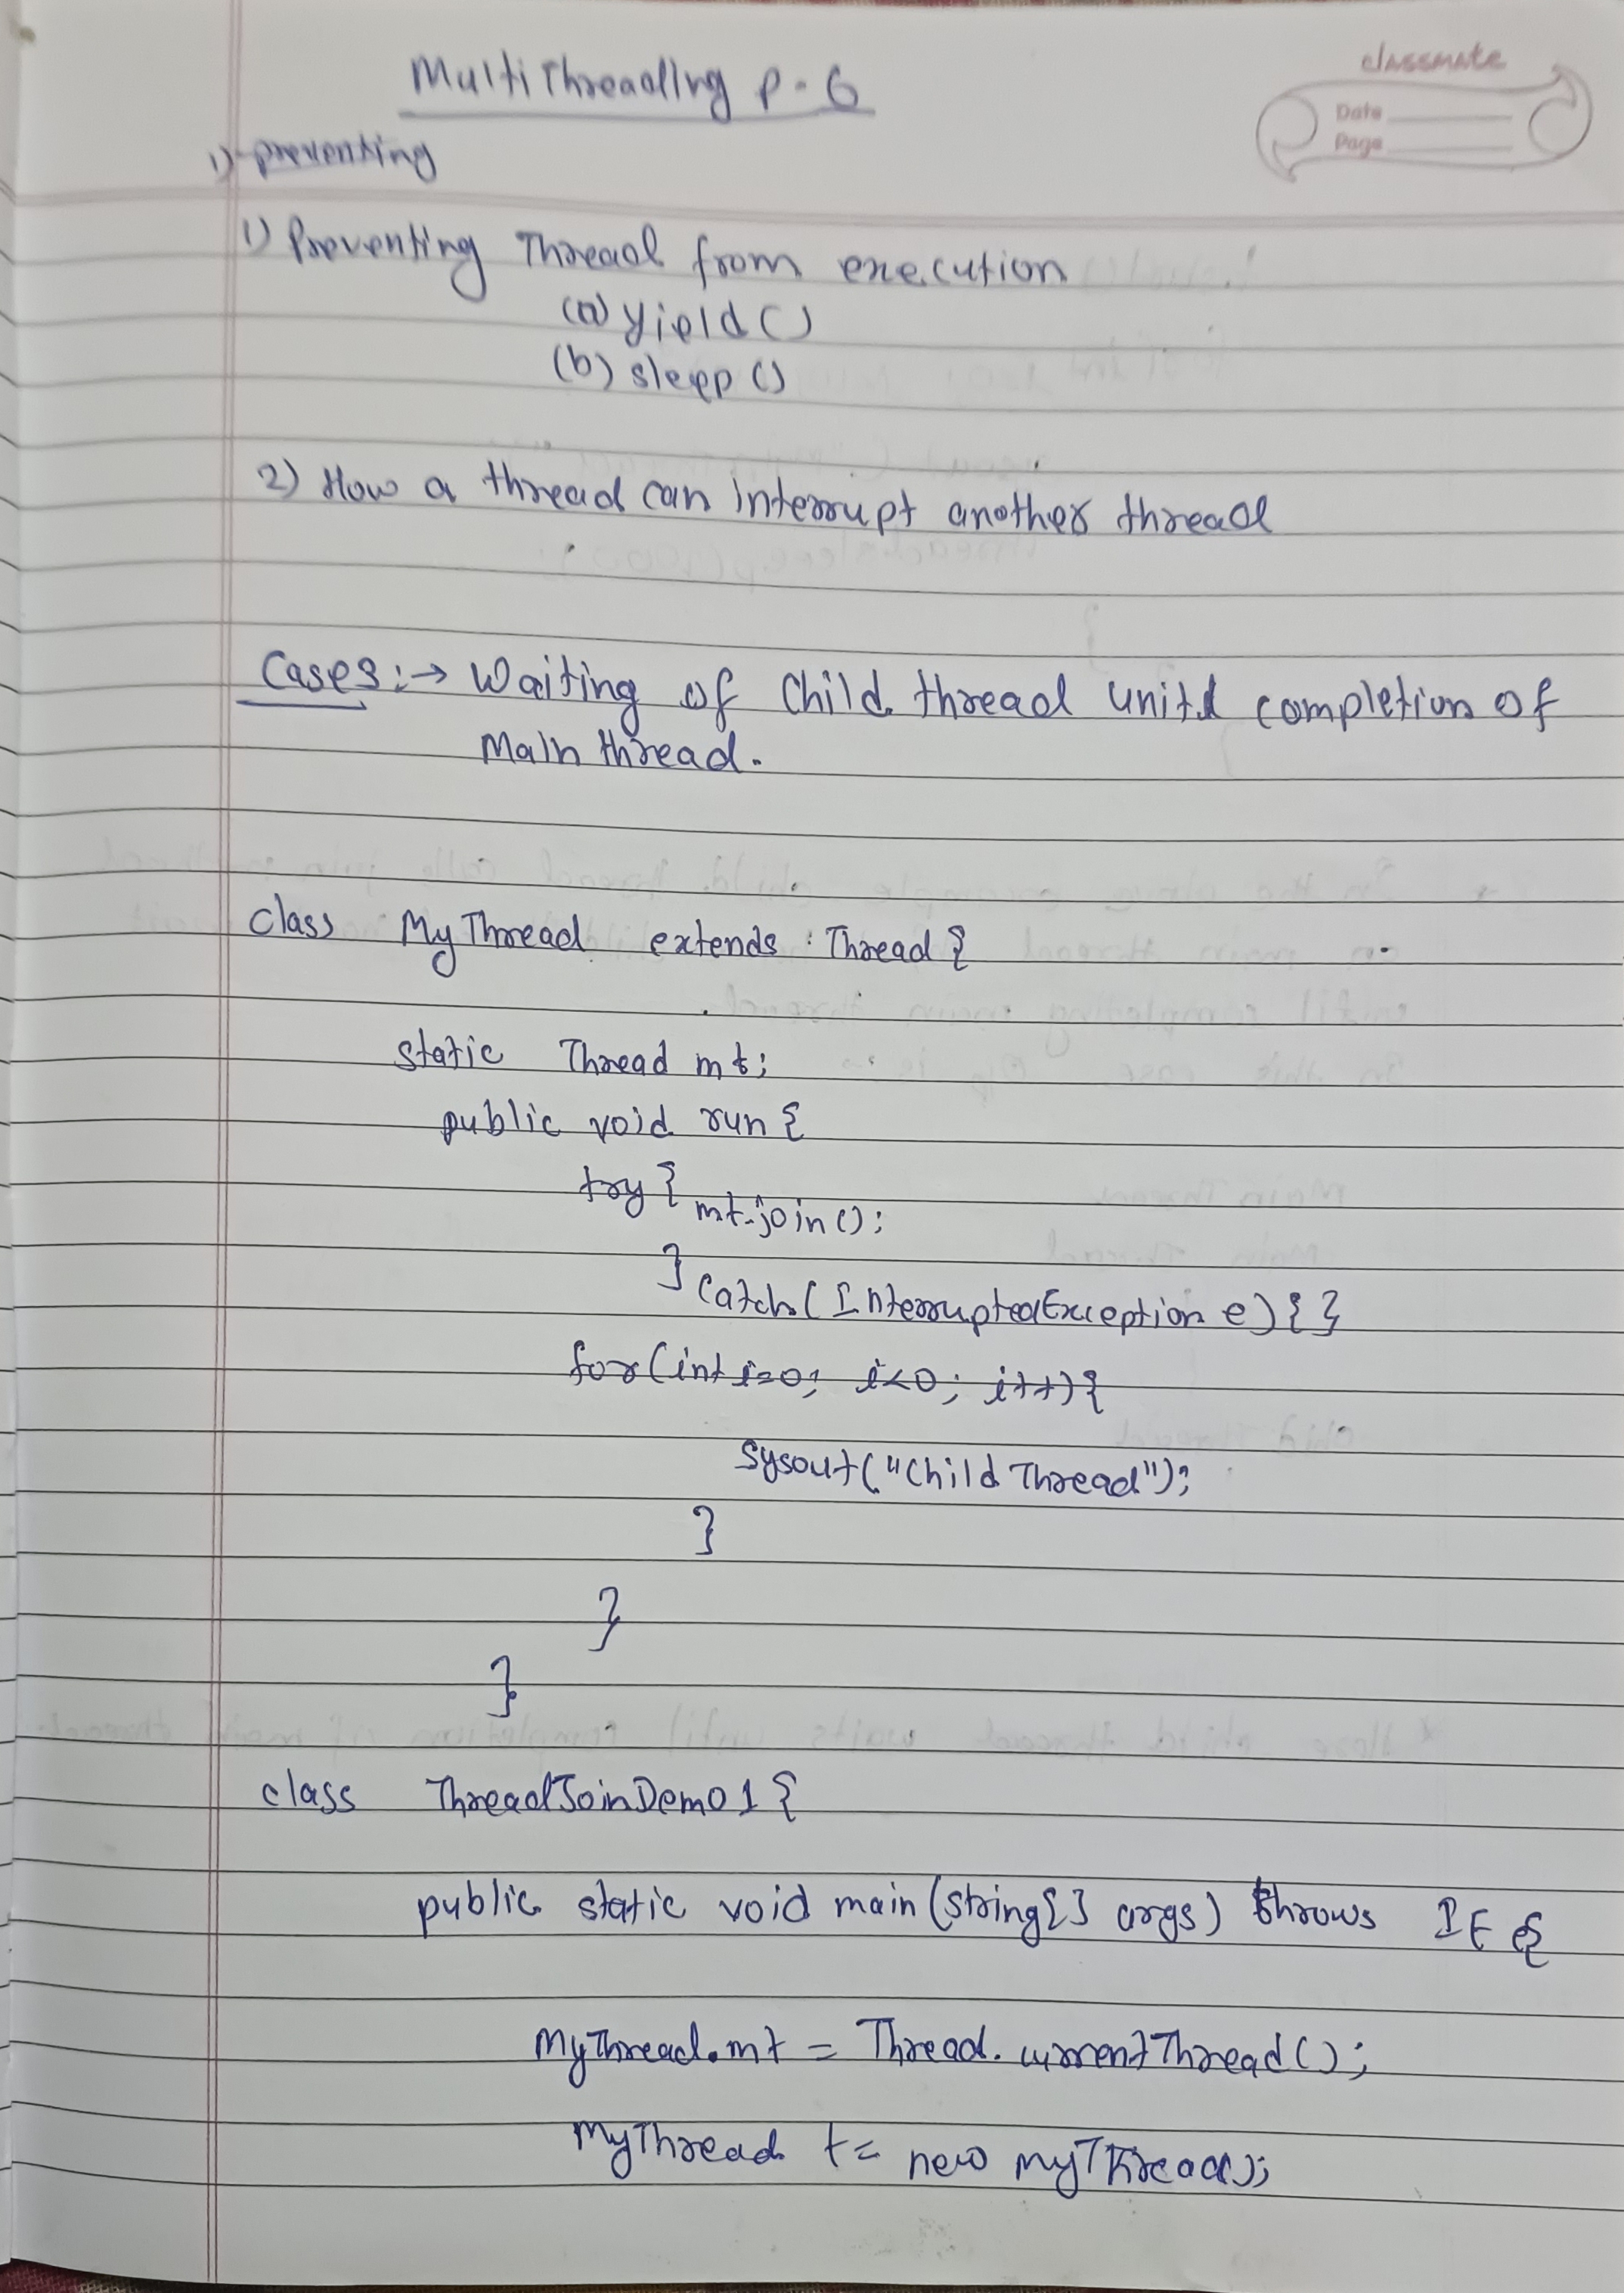 MultiThreading P-6
classmate
Date
Page
1) preventing
1) Preventing Thread from execution
(a) yield ()
(b) sleep ()
2) How a thread can interrupt another thread
Cases :→ Waiting of Child thread until completion of
Main thread.
class MyThread extends Thread {
static Thread mt;
public void run {
try { mt.join();
} catch (InterruptedException e) { }
for (int i=0; i<0; i++) {
Sysout("Child Thread");
}
}
}
class ThreadJoinDemo1 {
public static void main (string[] args) throws IE {
MyThread.mt = Thread.currentThread();
MyThread t = new myThread();